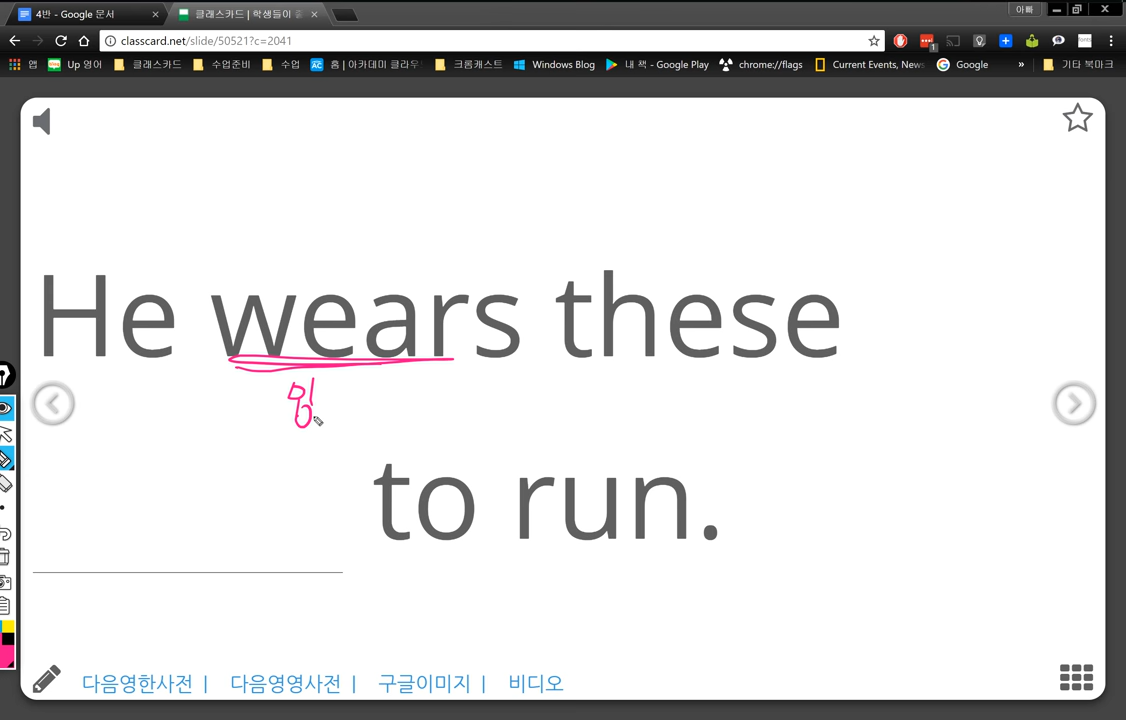 4반 - Google 문서
클래스카드 | 학생들이
아빠
classcard.net/slide/50521?c=2041
1
앱 Up 영어 클래스카드 수업준비 수업 홈 | 아카데미 클라우 크롬캐스트 Windows Blog 내 책 - Google Play chrome://flags Current Events, News Google » 기타 북마크
He wears these
to run.
다음영한사전 | 다음영영사전 | 구글이미지 | 비디오